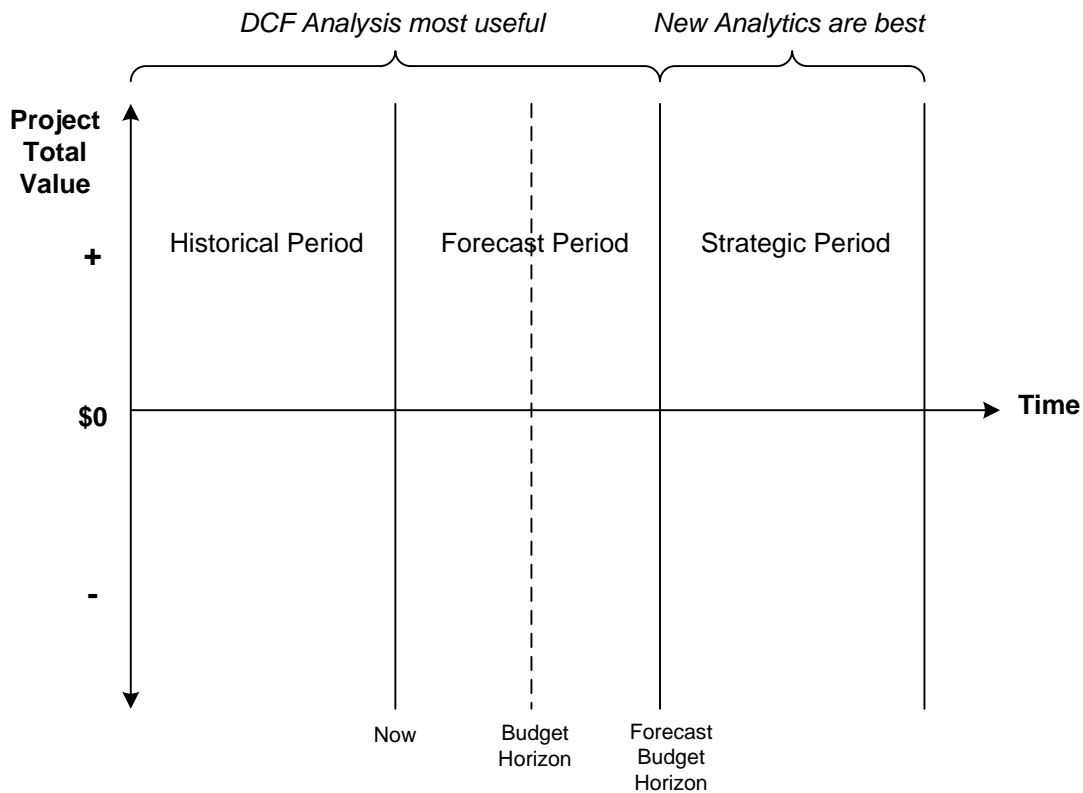 DCF Analysis most useful
New Analytics are best
Project
Total
Value
+
Historical Period
Forecast Period
Strategic Period
$0
Time
-
Now
Budget
Horizon
Forecast
Budget
Horizon